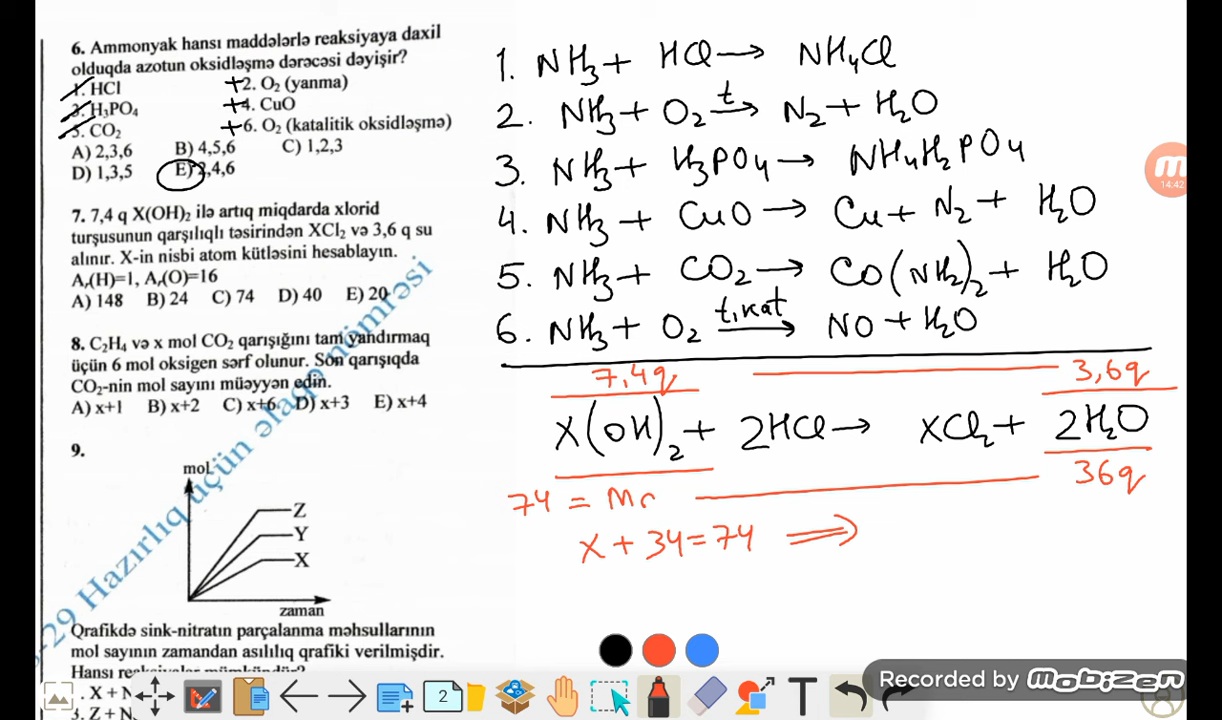 6. Ammonyak hansı maddələrlə reaksiyaya daxil
olduqda azotun oksidləşmə dərəcəsi dəyişir?
1. HCl +2. O₂ (yanma)
3. H₃PO₄ +4. CuO
5. CO₂ +6. O₂ (katalitik oksidləşmə)
A) 2,3,6 B) 4,5,6 C) 1,2,3
D) 1,3,5 E) 2,4,6
7. 7,4 q X(OH)₂ ilə artıq miqdarda xlorid
turşusunun qarşılıqlı təsirindən XCl₂ və 3,6 q su
alınır. X-in nisbi atom kütləsini hesablayın.
Aᵣ(H)=1, Aᵣ(O)=16
A) 148 B) 24 C) 74 D) 40 E) 20
8. C₂H₄ və x mol CO₂ qarışığını tam yandırmaq
üçün 6 mol oksigen sərf olunur. Son qarışıqda
CO₂-nin mol sayını müəyyən edin.
A) x+1 B) x+2 C) x+6 D) x+3 E) x+4
9.
mol
Z
Y
X
zaman
Qrafikdə sink-nitratın parçalanma məhsullarının
mol sayının zamandan asılılıq qrafiki verilmişdir.
Hansı
. X + N
3. Z + N
-29 Hazırlıq üçün əlaqə nömrəsi
1. NH₃ + HCl → NH₄Cl
2. NH₃ + O₂ →(t) N₂ + H₂O
3. NH₃ + H₃PO₄ → NH₄H₂PO₄
4. NH₃ + CuO → Cu + N₂ + H₂O
5. NH₃ + CO₂ → CO(NH₂)₂ + H₂O
6. NH₃ + O₂ →(t,kat) NO + H₂O
7,4q 3,6q
X(OH)₂ + 2HCl → XCl₂ + 2H₂O
74 = Mr 36q
X + 34 = 74 ⟹
14:42
2
T
Recorded by mobizen